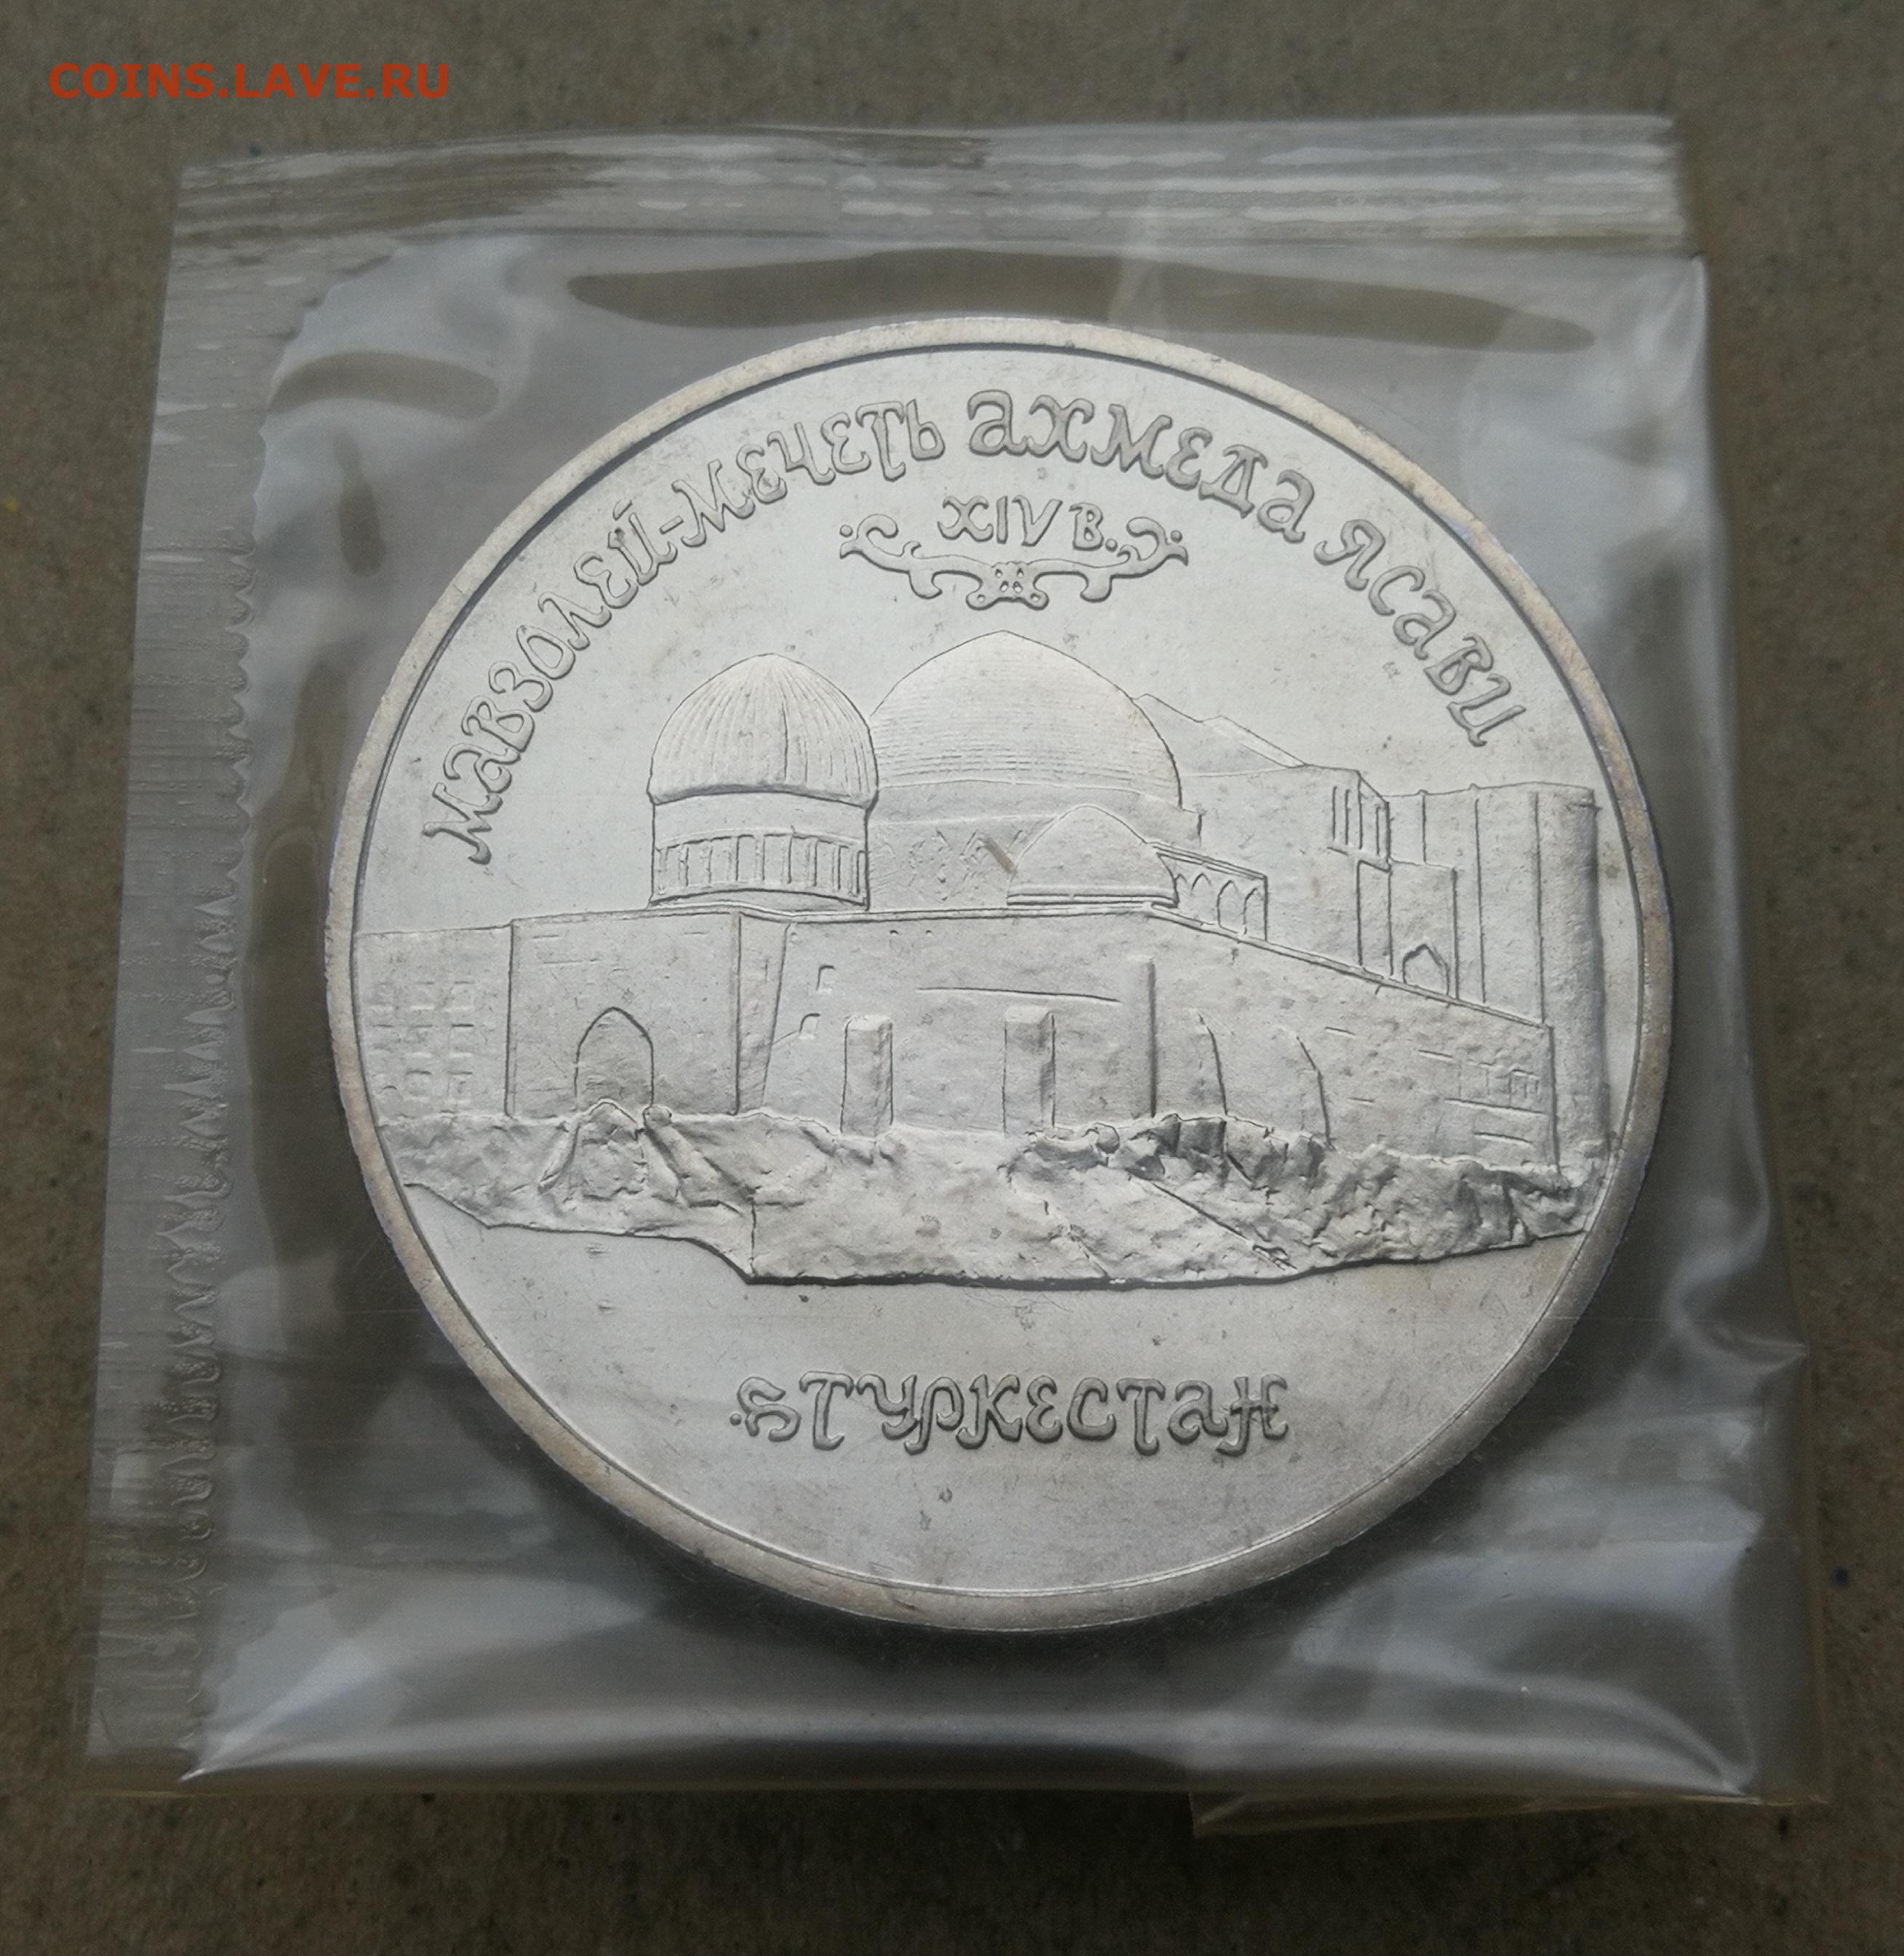 COINS.LAVE.RU
МАВЗОЛЕЙ-МЕЧЕТЬ АХМЕДА ЯСАВИ
XIV В.
г. ТУРКЕСТАН